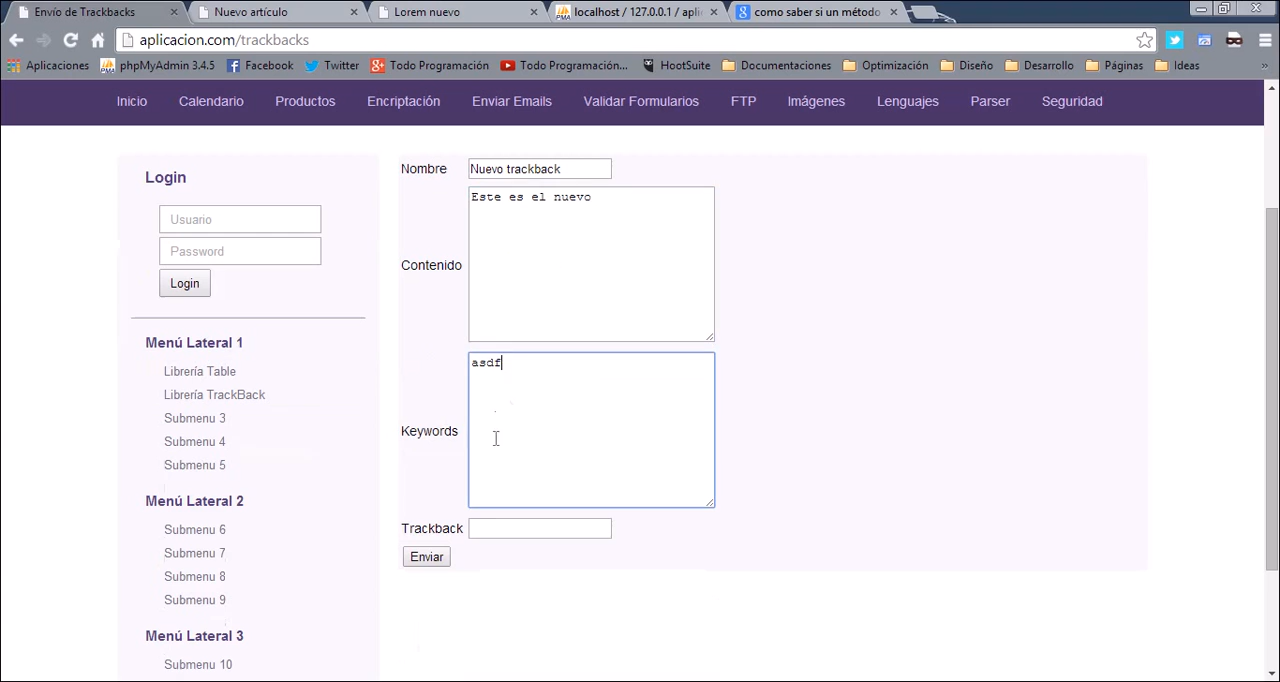 Envío de Trackbacks
Nuevo artículo
Lorem nuevo
localhost / 127.0.0.1 / apli
como saber si un método
aplicacion.com/trackbacks
Aplicaciones
phpMyAdmin 3.4.5
Facebook
Twitter
Todo Programación
Todo Programación...
HootSuite
Documentaciones
Optimización
Diseño
Desarrollo
Páginas
Ideas
»
Inicio
Calendario
Productos
Encriptación
Enviar Emails
Validar Formularios
FTP
Imágenes
Lenguajes
Parser
Seguridad
Login
Usuario
Password
Login
Menú Lateral 1
Librería Table
Librería TrackBack
Submenu 3
Submenu 4
Submenu 5
Menú Lateral 2
Submenu 6
Submenu 7
Submenu 8
Submenu 9
Menú Lateral 3
Submenu 10
Nombre
Nuevo trackback
Contenido
Este es el nuevo
Keywords
asdf
Trackback
Enviar